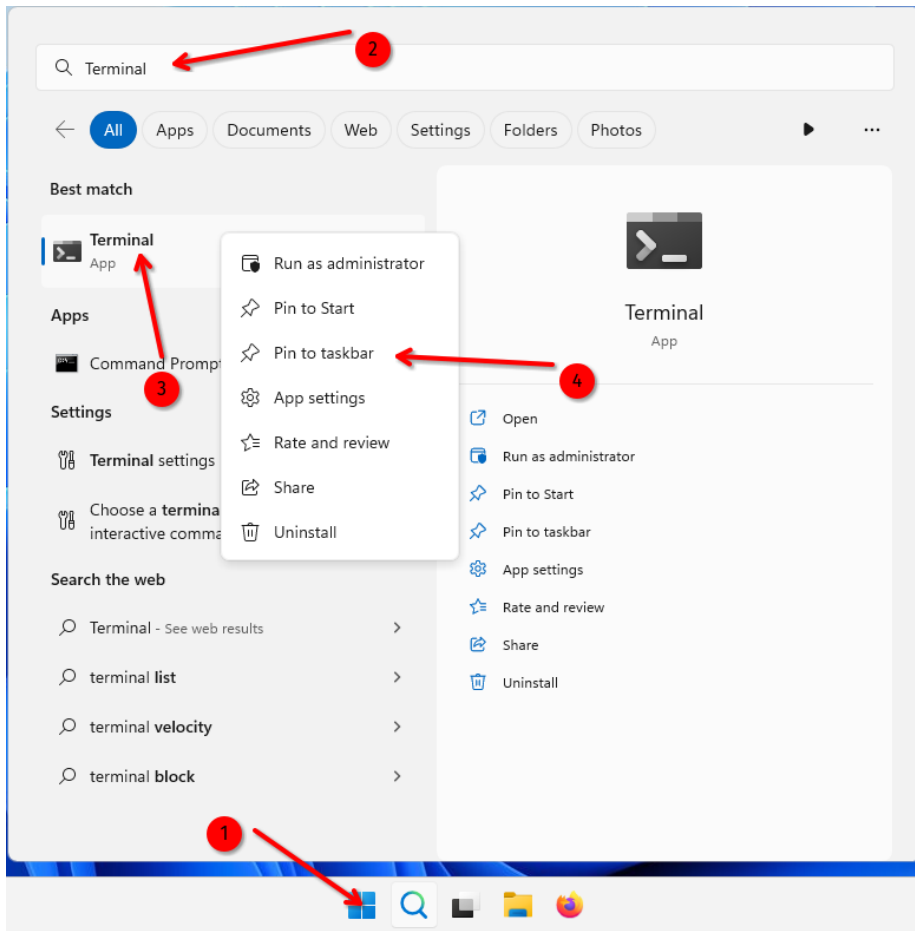 2
Terminal
All
Apps
Documents
Web
Settings
Folders
Photos
Best match
Terminal
App
3
Apps
Command Promp
Settings
Terminal settings
Choose a termina
interactive comma
Search the web
Terminal - See web results
terminal list
terminal velocity
terminal block
Run as administrator
Pin to Start
Pin to taskbar
4
App settings
Rate and review
Share
Uninstall
Terminal
App
Open
Run as administrator
Pin to Start
Pin to taskbar
App settings
Rate and review
Share
Uninstall
1